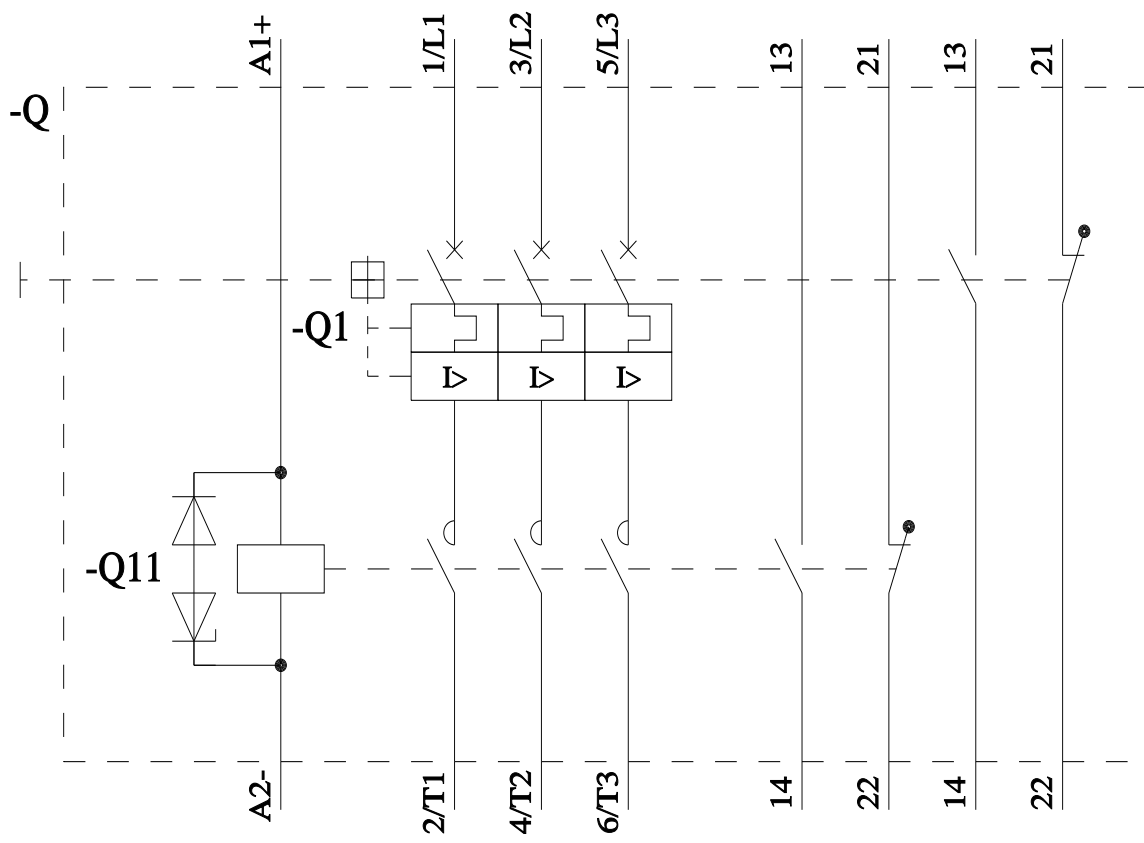 A1+
1/L1
3/L2
5/L3
13
21
13
21
-Q
-Q1
I>
I>
I>
-Q11
A2-
2/T1
4/T2
6/T3
14
22
14
22